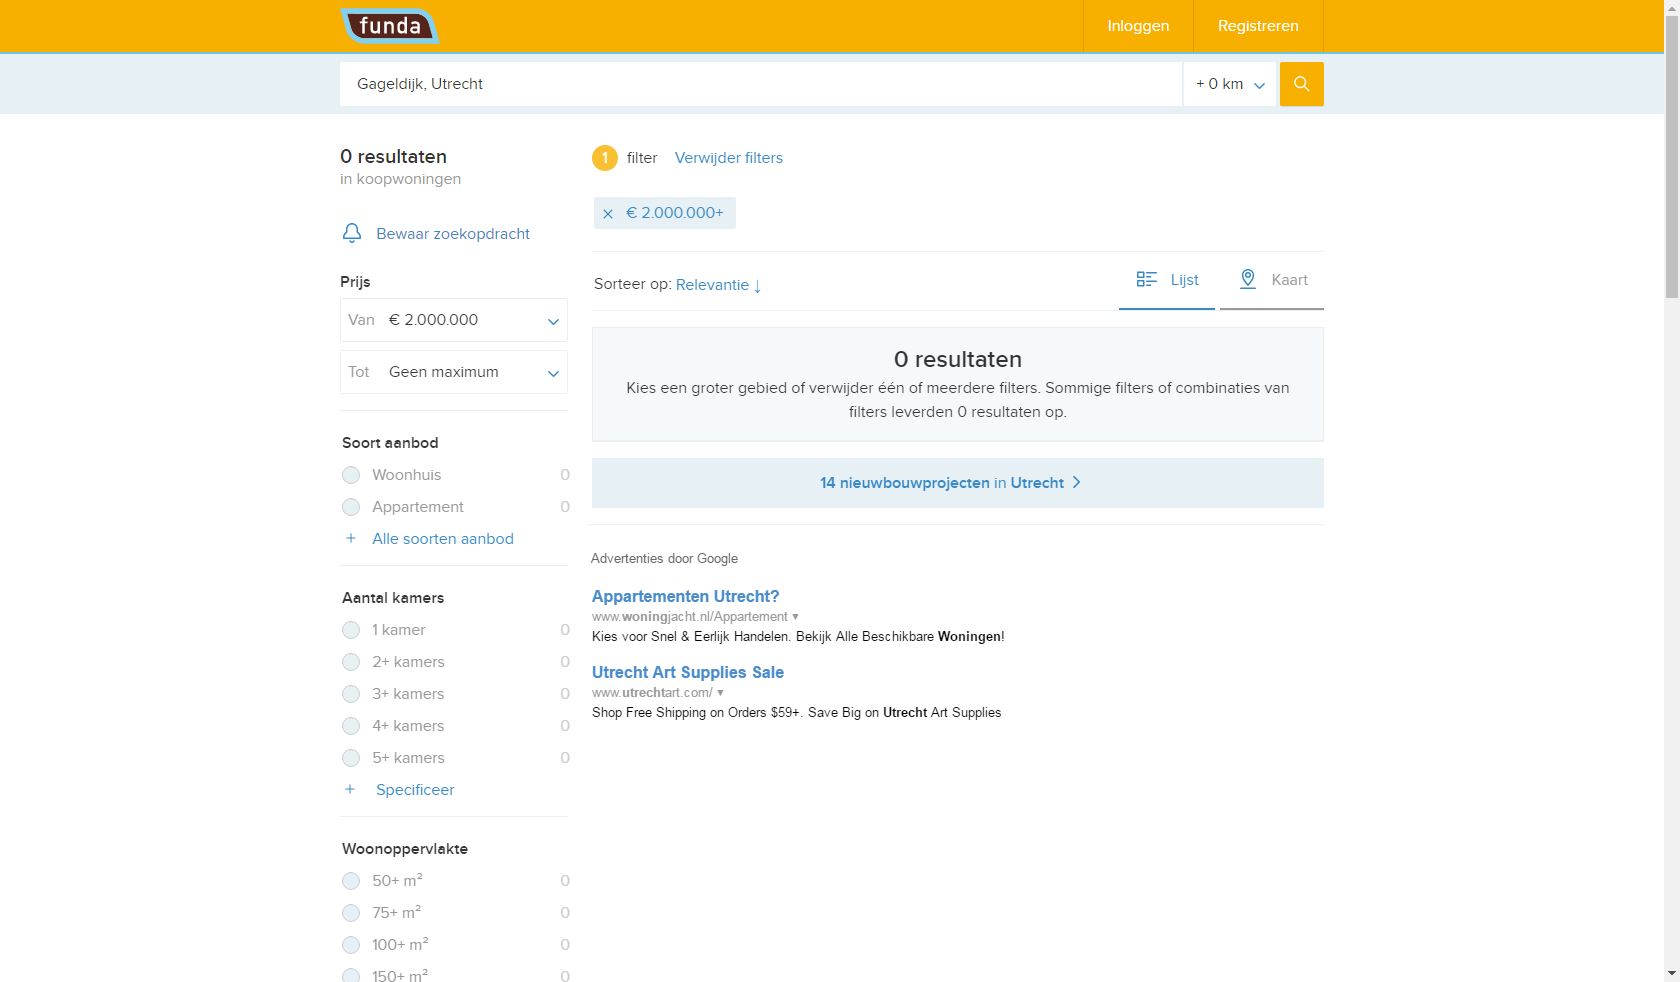 funda
Inloggen
Registreren
Gageldijk, Utrecht
+ 0 km
0 resultaten
in koopwoningen
Bewaar zoekopdracht
Prijs
Van € 2.000.000
Tot Geen maximum
Soort aanbod
Woonhuis 0
Appartement 0
+ Alle soorten aanbod
Aantal kamers
1 kamer 0
2+ kamers 0
3+ kamers 0
4+ kamers 0
5+ kamers 0
+ Specificeer
Woonoppervlakte
50+ m² 0
75+ m² 0
100+ m² 0
150+ m² 0
1 filter Verwijder filters
× € 2.000.000+
Sorteer op: Relevantie ↓
Lijst
Kaart
0 resultaten
Kies een groter gebied of verwijder één of meerdere filters. Sommige filters of combinaties van
filters leverden 0 resultaten op.
14 nieuwbouwprojecten in Utrecht >
Advertenties door Google
Appartementen Utrecht?
www.woningjacht.nl/Appartement ▼
Kies voor Snel & Eerlijk Handelen. Bekijk Alle Beschikbare Woningen!
Utrecht Art Supplies Sale
www.utrechtart.com/ ▼
Shop Free Shipping on Orders $59+. Save Big on Utrecht Art Supplies